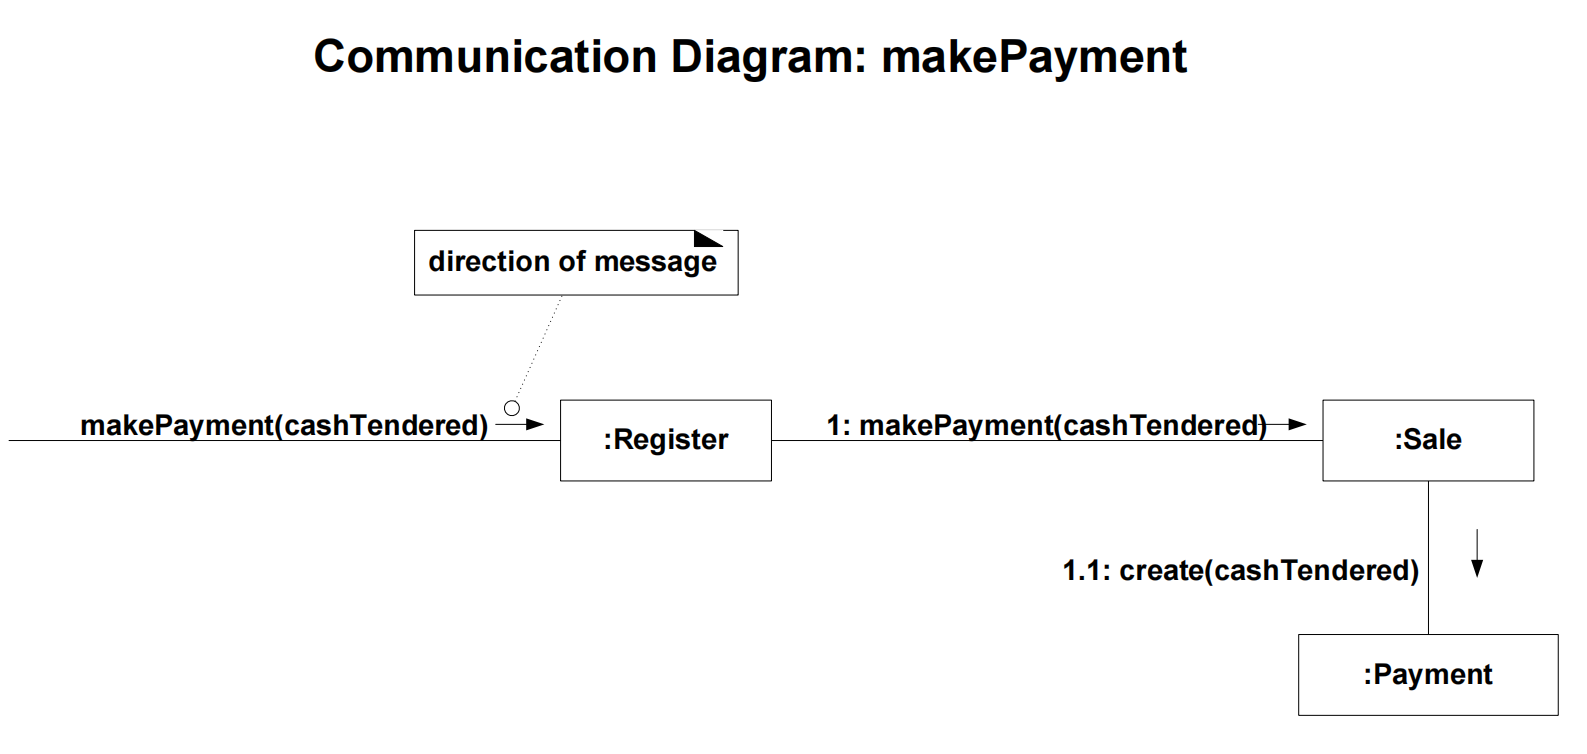 Communication Diagram: makePayment
direction of message
makePayment(cashTendered)
:Register
1: makePayment(cashTendered)
:Sale
1.1: create(cashTendered)
:Payment